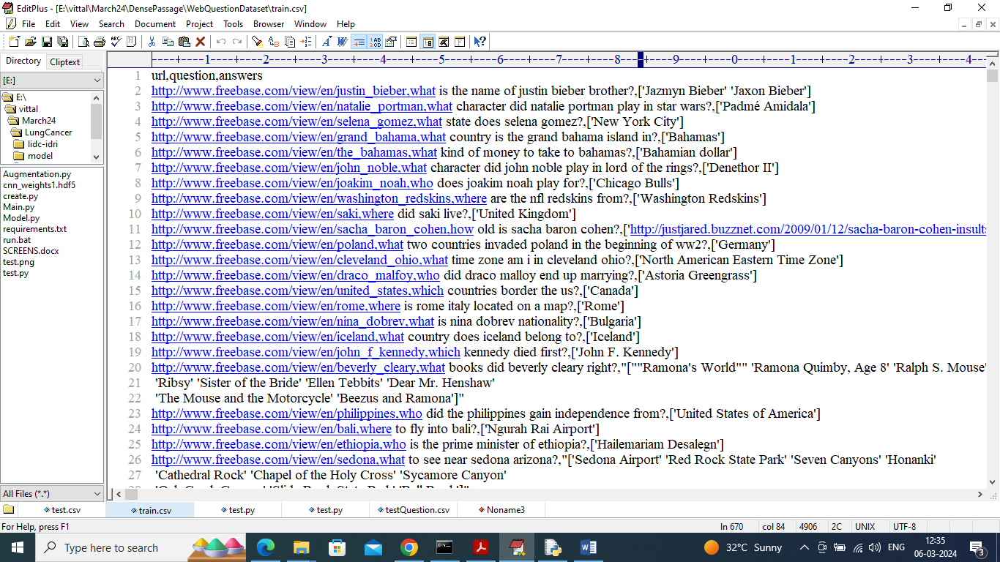 EditPlus - [E:\vittal\March24\DensePassage\WebQuestionDataset\train.csv]
File Edit View Search Document Project Tools Browser Window Help
Directory Cliptext
[E:]
E:\
vittal
March24
LungCancer
lidc-idri
model
Augmentation.py
cnn_weights1.hdf5
create.py
Main.py
Model.py
requirements.txt
run.bat
SCREENS.docx
test.png
test.py
All Files (*.*)
----+----1----+----2----+----3----+----4----+----5----+----6----+----7----+----8----+----9----+----0----+----1----+----2----+----3----+----4--
1 url,question,answers
2 http://www.freebase.com/view/en/justin_bieber,what is the name of justin bieber brother?,['Jazmyn Bieber' 'Jaxon Bieber']
3 http://www.freebase.com/view/en/natalie_portman,what character did natalie portman play in star wars?,['Padmé Amidala']
4 http://www.freebase.com/view/en/selena_gomez,what state does selena gomez?,['New York City']
5 http://www.freebase.com/view/en/grand_bahama,what country is the grand bahama island in?,['Bahamas']
6 http://www.freebase.com/view/en/the_bahamas,what kind of money to take to bahamas?,['Bahamian dollar']
7 http://www.freebase.com/view/en/john_noble,what character did john noble play in lord of the rings?,['Denethor II']
8 http://www.freebase.com/view/en/joakim_noah,who does joakim noah play for?,['Chicago Bulls']
9 http://www.freebase.com/view/en/washington_redskins,where are the nfl redskins from?,['Washington Redskins']
10 http://www.freebase.com/view/en/saki,where did saki live?,['United Kingdom']
11 http://www.freebase.com/view/en/sacha_baron_cohen,how old is sacha baron cohen?,['http://justjared.buzznet.com/2009/01/12/sacha-baron-cohen-insults
12 http://www.freebase.com/view/en/poland,what two countries invaded poland in the beginning of ww2?,['Germany']
13 http://www.freebase.com/view/en/cleveland_ohio,what time zone am i in cleveland ohio?,['North American Eastern Time Zone']
14 http://www.freebase.com/view/en/draco_malfoy,who did draco malloy end up marrying?,['Astoria Greengrass']
15 http://www.freebase.com/view/en/united_states,which countries border the us?,['Canada']
16 http://www.freebase.com/view/en/rome,where is rome italy located on a map?,['Rome']
17 http://www.freebase.com/view/en/nina_dobrev,what is nina dobrev nationality?,['Bulgaria']
18 http://www.freebase.com/view/en/iceland,what country does iceland belong to?,['Iceland']
19 http://www.freebase.com/view/en/john_f_kennedy,which kennedy died first?,['John F. Kennedy']
20 http://www.freebase.com/view/en/beverly_cleary,what books did beverly cleary right?,"[""Ramona's World"" 'Ramona Quimby, Age 8' 'Ralph S. Mouse'
21 'Ribsy' 'Sister of the Bride' 'Ellen Tebbits' 'Dear Mr. Henshaw'
22 'The Mouse and the Motorcycle' 'Beezus and Ramona']"
23 http://www.freebase.com/view/en/philippines,who did the philippines gain independence from?,['United States of America']
24 http://www.freebase.com/view/en/bali,where to fly into bali?,['Ngurah Rai Airport']
25 http://www.freebase.com/view/en/ethiopia,who is the prime minister of ethiopia?,['Hailemariam Desalegn']
26 http://www.freebase.com/view/en/sedona,what to see near sedona arizona?,"['Sedona Airport' 'Red Rock State Park' 'Seven Canyons' 'Honanki'
27 'Cathedral Rock' 'Chapel of the Holy Cross' 'Sycamore Canyon'
test.csv train.csv test.py test.py testQuestion.csv Noname3
For Help, press F1 ln 670 col 84 4906 2C UNIX UTF-8
Type here to search 32°C Sunny ENG 12:35
06-03-2024 3